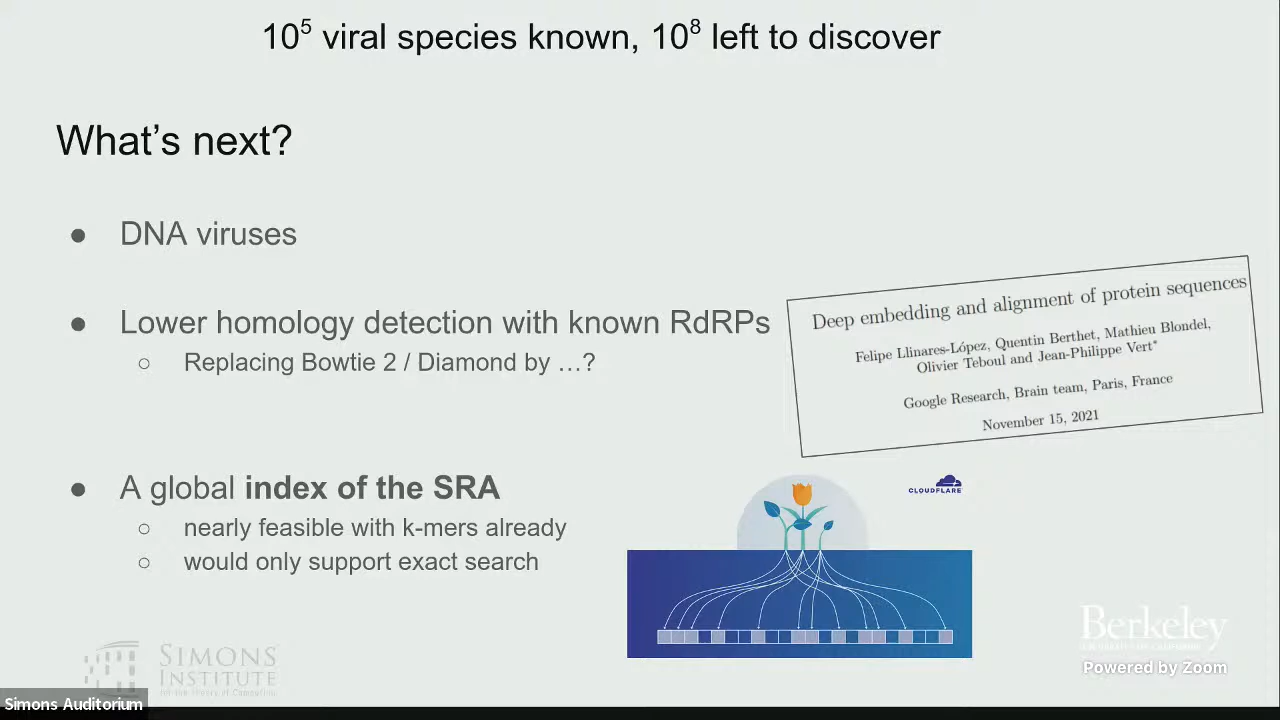 10⁵ viral species known, 10⁸ left to discover
What's next?
● DNA viruses
● Lower homology detection with known RdRPs
○ Replacing Bowtie 2 / Diamond by …?
Deep embedding and alignment of protein sequences
Felipe Llinares-López, Quentin Berthet, Mathieu Blondel,
Olivier Teboul and Jean-Philippe Vert*
Google Research, Brain team, Paris, France
November 15, 2021
● A global index of the SRA
○ nearly feasible with k-mers already
○ would only support exact search
CLOUDFLARE
SIMONS
INSTITUTE
for the Theory of Computing
Berkeley
Powered by Zoom
Simons Auditorium